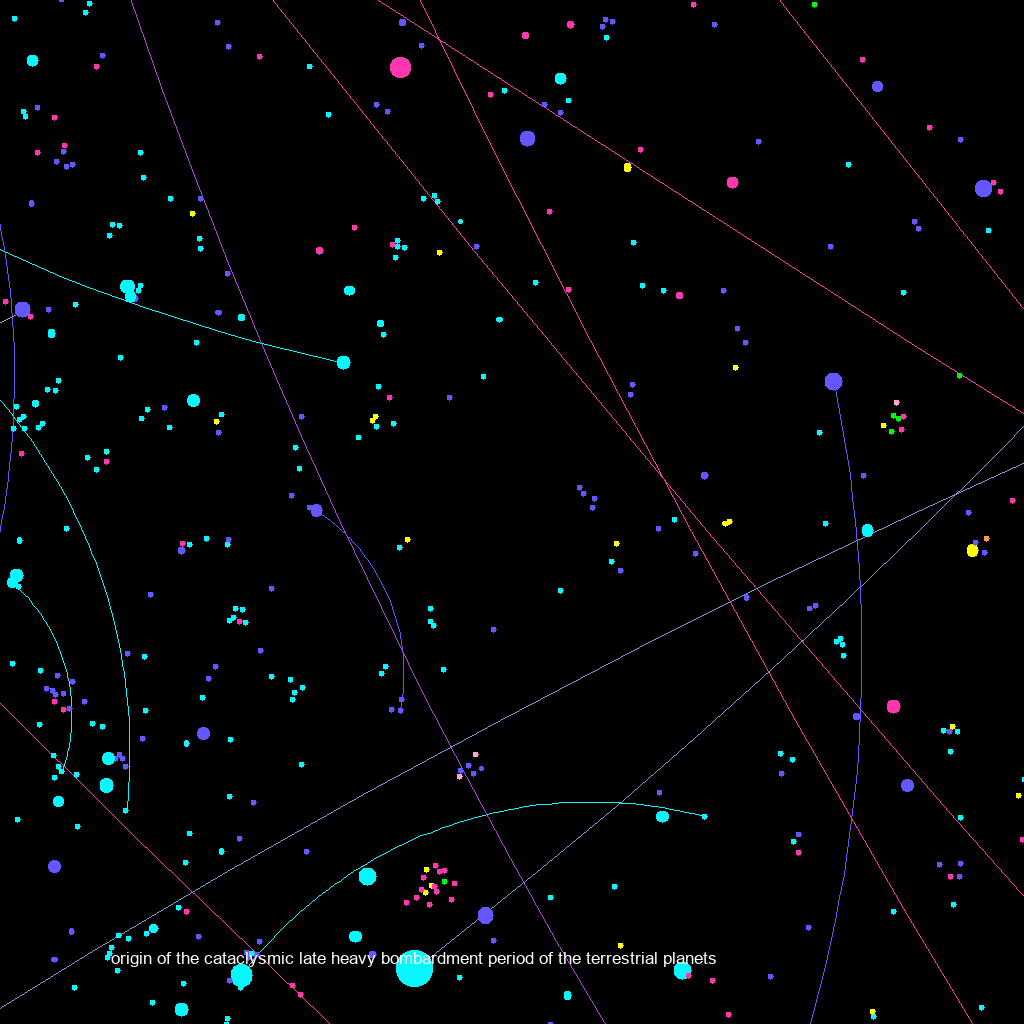 origin of the cataclysmic late heavy bombardment period of the terrestrial planets